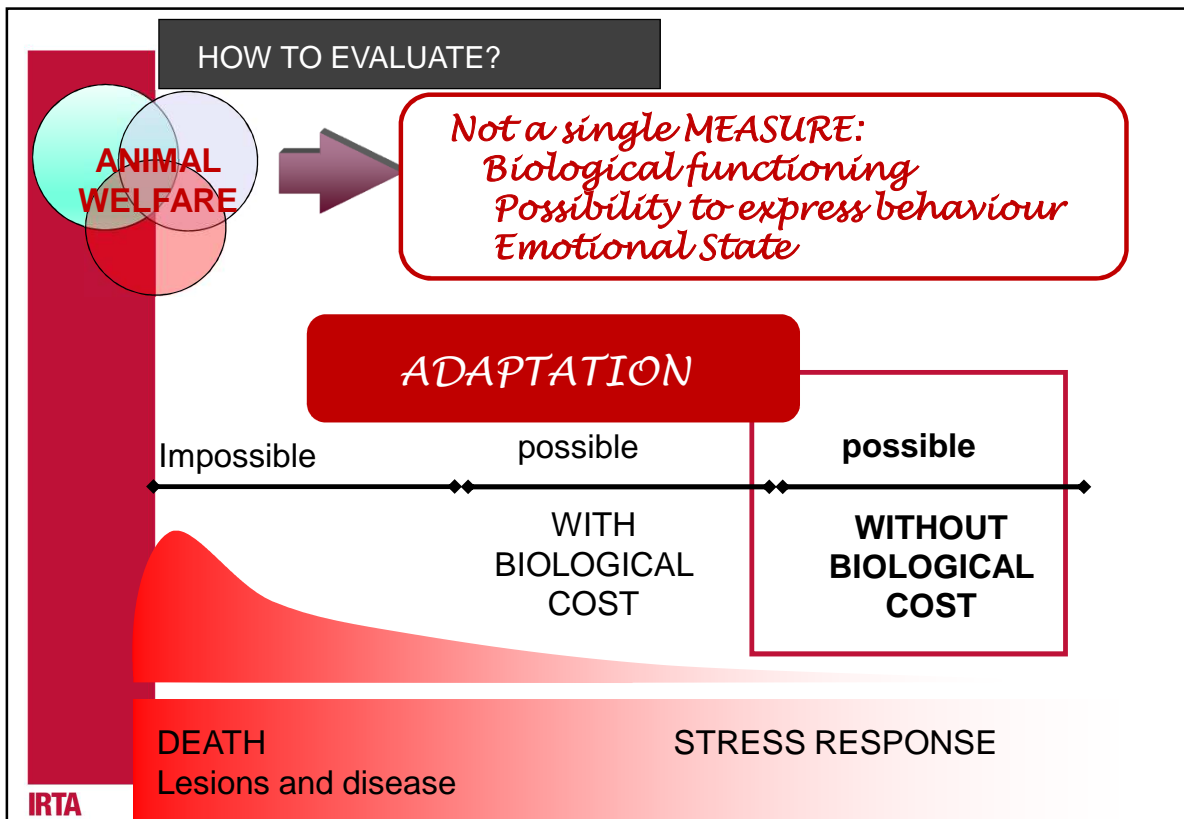 HOW TO EVALUATE?
ANIMAL
WELFARE
Not a single MEASURE:
Biological functioning
Possibility to express behaviour
Emotional State
ADAPTATION
Impossible
possible
possible
WITH
BIOLOGICAL
COST
WITHOUT
BIOLOGICAL
COST
DEATH
Lesions and disease
STRESS RESPONSE
IRTA